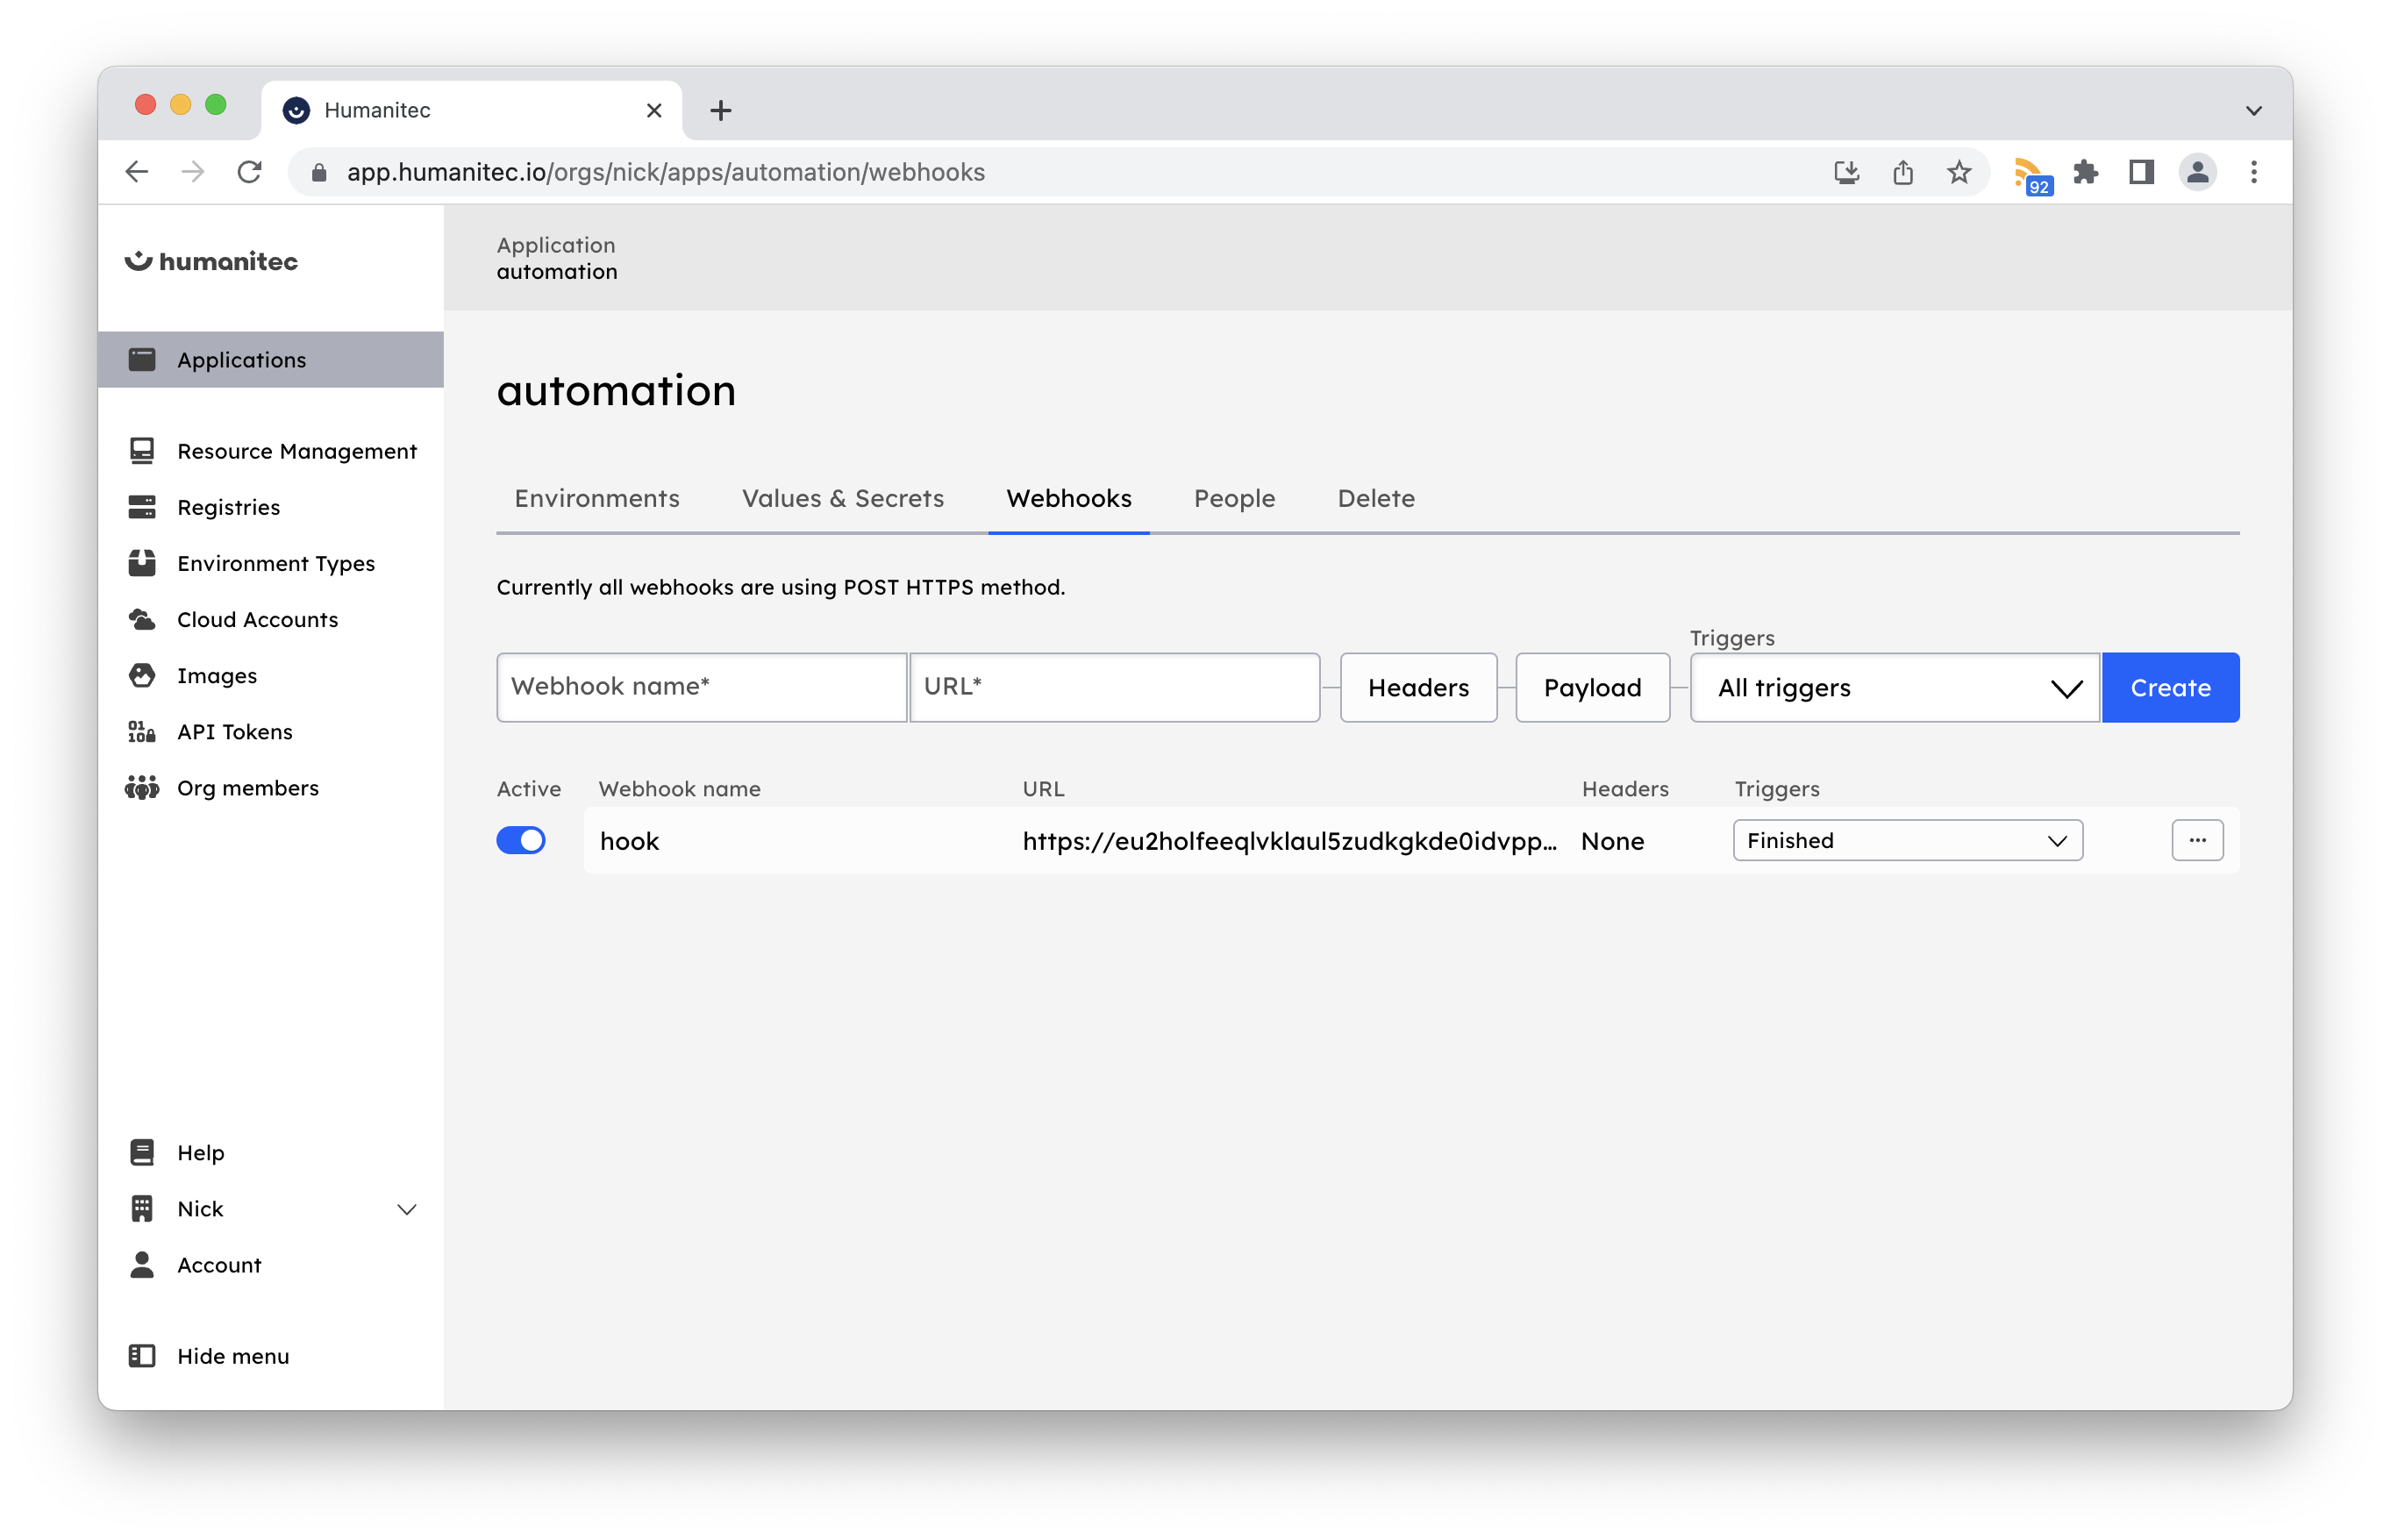 Humanitec
app.humanitec.io/orgs/nick/apps/automation/webhooks
92
humanitec
Applications
Resource Management
Registries
Environment Types
Cloud Accounts
Images
API Tokens
Org members
Help
Nick
Account
Hide menu
Application
automation
automation
Environments Values & Secrets Webhooks People Delete
Currently all webhooks are using POST HTTPS method.
Triggers
Webhook name* URL* Headers Payload All triggers Create
Active Webhook name URL Headers Triggers
hook https://eu2holfeeqlvklaul5zudkgkde0idvpp... None Finished ...